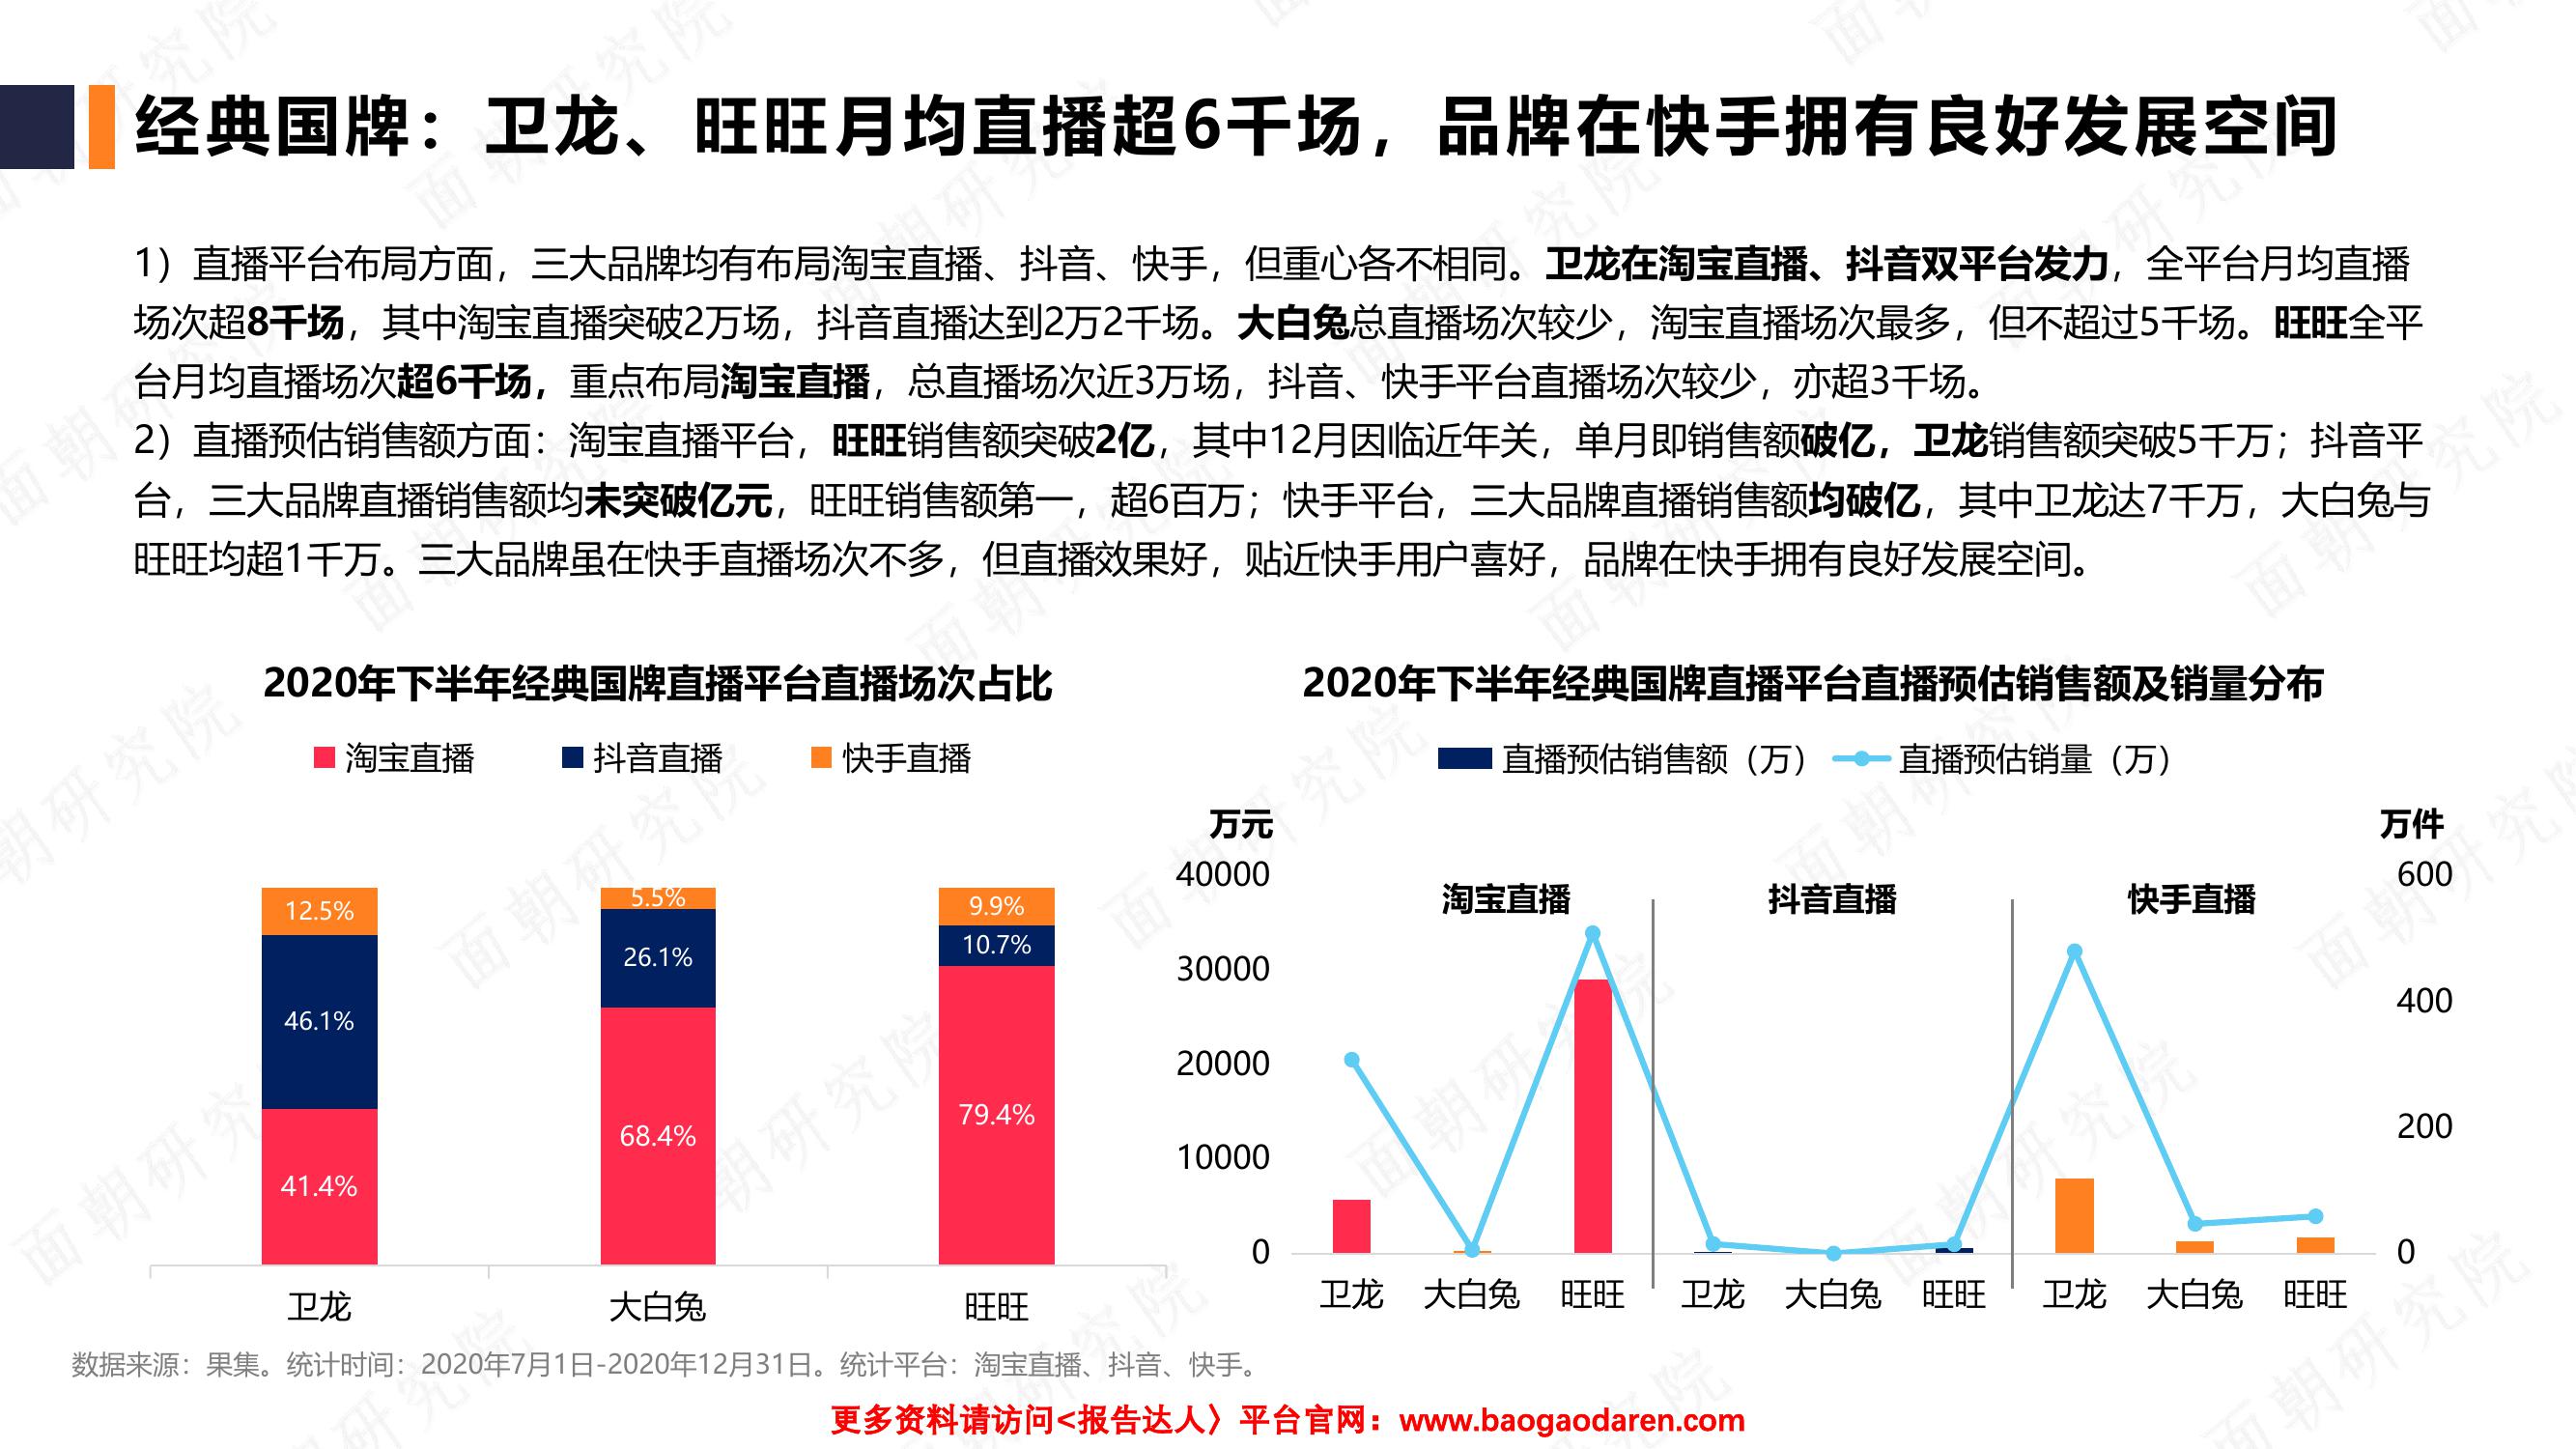 经典国牌：卫龙、旺旺月均直播超6千场，品牌在快手拥有良好发展空间
1）直播平台布局方面，三大品牌均有布局淘宝直播、抖音、快手，但重心各不相同。卫龙在淘宝直播、抖音双平台发力，全平台月均直播
场次超8千场，其中淘宝直播突破2万场，抖音直播达到2万2千场。大白兔总直播场次较少，淘宝直播场次最多，但不超过5千场。旺旺全平
台月均直播场次超6千场，重点布局淘宝直播，总直播场次近3万场，抖音、快手平台直播场次较少，亦超3千场。
2）直播预估销售额方面：淘宝直播平台，旺旺销售额突破2亿，其中12月因临近年关，单月即销售额破亿，卫龙销售额突破5千万；抖音平
台，三大品牌直播销售额均未突破亿元，旺旺销售额第一，超6百万；快手平台，三大品牌直播销售额均破亿，其中卫龙达7千万，大白兔与
旺旺均超1千万。三大品牌虽在快手直播场次不多，但直播效果好，贴近快手用户喜好，品牌在快手拥有良好发展空间。
2020年下半年经典国牌直播平台直播场次占比
淘宝直播 抖音直播 快手直播
12.5% 5.5% 9.9%
46.1% 26.1% 10.7%
41.4% 68.4% 79.4%
卫龙 大白兔 旺旺
2020年下半年经典国牌直播平台直播预估销售额及销量分布
直播预估销售额（万） 直播预估销量（万）
万元 万件
40000 600
淘宝直播 抖音直播 快手直播
30000
400
20000
200
10000
0 0
卫龙 大白兔 旺旺 卫龙 大白兔 旺旺 卫龙 大白兔 旺旺
数据来源：果集。统计时间：2020年7月1日-2020年12月31日。统计平台：淘宝直播、抖音、快手。
更多资料请访问<报告达人〉平台官网：www.baogaodaren.com
面朝研究院